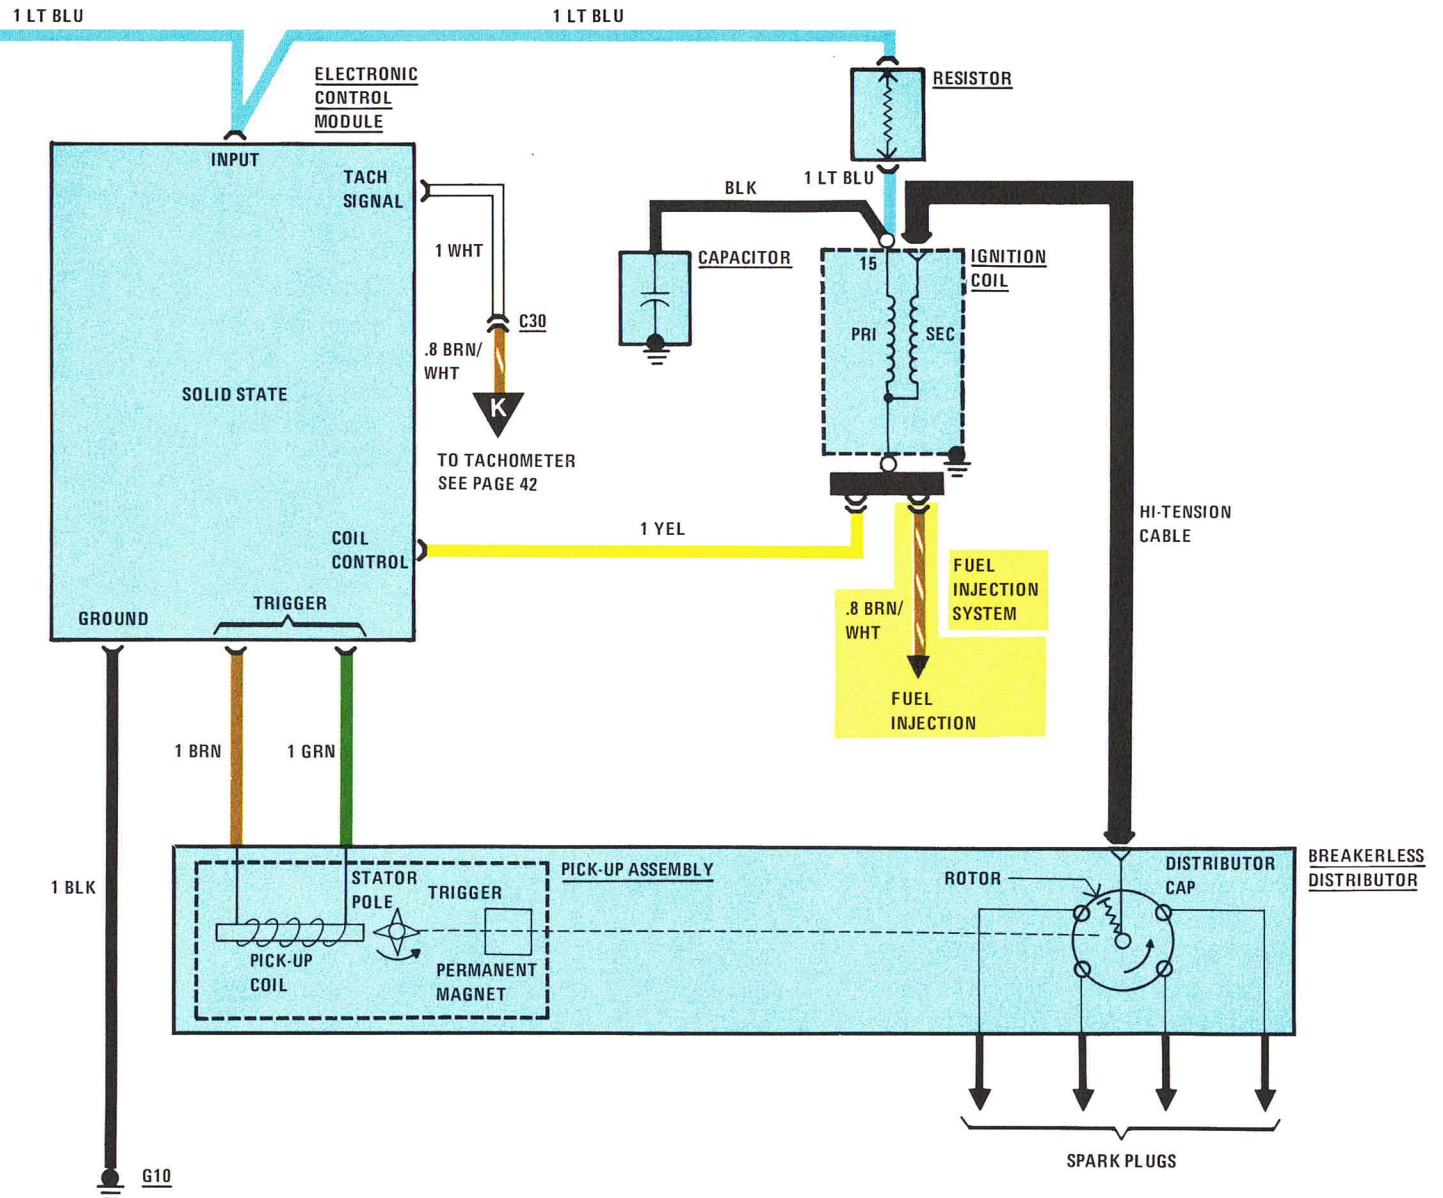 1 LT BLU
1 LT BLU
ELECTRONIC
CONTROL
MODULE
RESISTOR
INPUT
TACH
SIGNAL
1 LT BLU
BLK
1 WHT
CAPACITOR
15
IGNITION
COIL
C30
PRI
SEC
.8 BRN/
WHT
SOLID STATE
K
TO TACHOMETER
SEE PAGE 42
HI-TENSION
CABLE
COIL
CONTROL
1 YEL
FUEL
INJECTION
SYSTEM
.8 BRN/
WHT
GROUND
TRIGGER
FUEL
INJECTION
1 BRN
1 GRN
1 BLK
PICK-UP ASSEMBLY
STATOR
POLE
TRIGGER
ROTOR
DISTRIBUTOR
CAP
BREAKERLESS
DISTRIBUTOR
PICK-UP
COIL
PERMANENT
MAGNET
SPARK PLUGS
G10